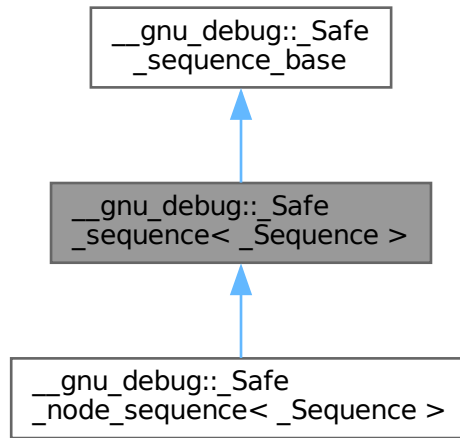 __gnu_debug::_Safe
_sequence_base
__gnu_debug::_Safe
_sequence< _Sequence >
__gnu_debug::_Safe
_node_sequence< _Sequence >